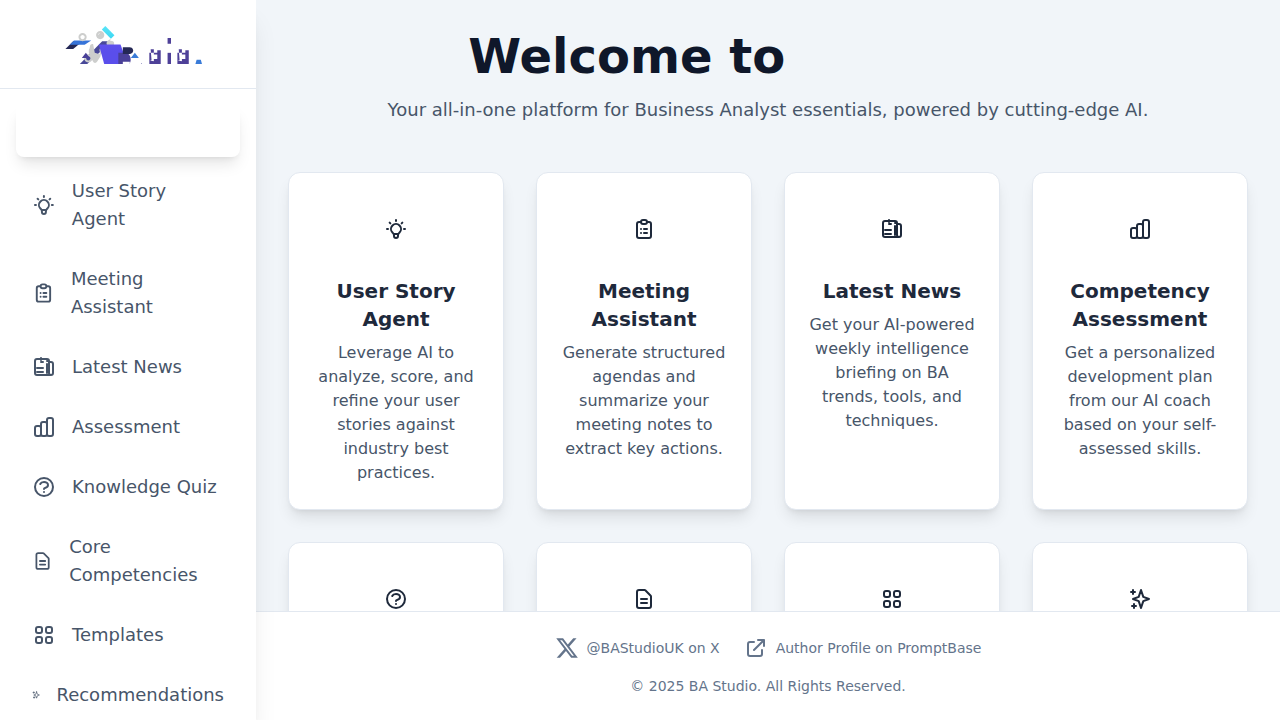 User Story
Agent
Meeting
Assistant
Latest News
Assessment
Knowledge Quiz
Core
Competencies
Templates
Recommendations
Welcome to
Your all-in-one platform for Business Analyst essentials, powered by cutting-edge AI.
User Story
Agent
Leverage AI to
analyze, score, and
refine your user
stories against
industry best
practices.
Meeting
Assistant
Generate structured
agendas and
summarize your
meeting notes to
extract key actions.
Latest News
Get your AI-powered
weekly intelligence
briefing on BA
trends, tools, and
techniques.
Competency
Assessment
Get a personalized
development plan
from our AI coach
based on your self-
assessed skills.
@BAStudioUK on X
Author Profile on PromptBase
© 2025 BA Studio. All Rights Reserved.